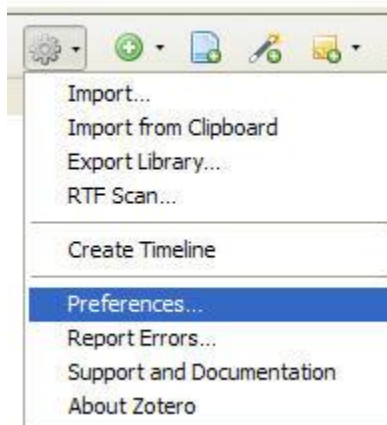 Import...
Import from Clipboard
Export Library...
RTF Scan...
Create Timeline
Preferences...
Report Errors...
Support and Documentation
About Zotero